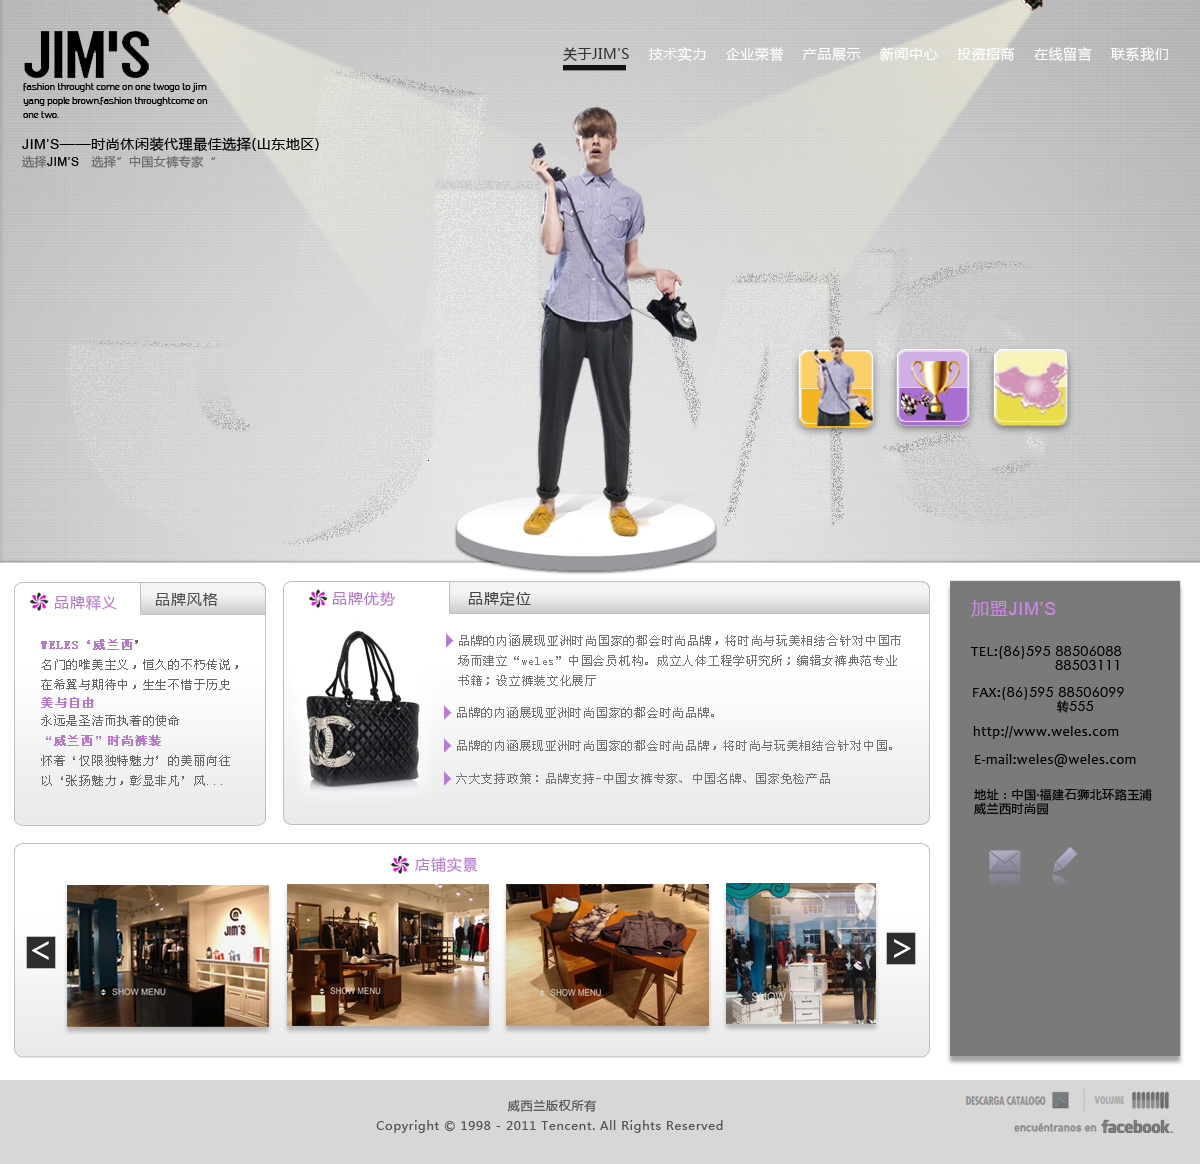 JIM'S
fashion throught come on one twogo to jim
yang pople brown.fashion throughtcome on
one two.
JIM'S——时尚休闲装代理最佳选择(山东地区)
选择JIM'S 选择" 中国女裤专家 "
关于JIM'S 技术实力 企业荣誉 产品展示 新闻中心 投资招商 在线留言 联系我们
品牌释义 品牌风格
WELES‘威兰西’
名门的唯美主义，恒久的不朽传说，
在希翼与期待中，生生不惜于历史
美与自由
永远是圣洁而执着的使命
“威兰西”时尚裤装
怀着‘仅限独特魅力’的美丽向往
以‘张扬魅力，彰显非凡’风...
品牌优势 品牌定位
品牌的内涵展现亚洲时尚国家的都会时尚品牌，将时尚与玩美相结合针对中国市
场而建立“weles”中国会员机构。成立人体工程学研究所；编辑女裤典范专业
书籍；设立裤装文化展厅
品牌的内涵展现亚洲时尚国家的都会时尚品牌。
品牌的内涵展现亚洲时尚国家的都会时尚品牌，将时尚与玩美相结合针对中国。
六大支持政策：品牌支持-中国女裤专家、中国名牌、国家免检产品
店铺实景
<
JIM'S
SHOW MENU
SHOW MENU
SHOW MENU
SHOW
>
加盟JIM'S
TEL:(86)595 88506088
88503111
FAX:(86)595 88506099
转555
http://www.weles.com
E-mail:weles@weles.com
地址：中国·福建石狮北环路玉浦
威兰西时尚园
威西兰版权所有
Copyright © 1998 - 2011 Tencent. All Rights Reserved
DESCARGA CATALOGO VOLUME
encuéntranos en facebook.